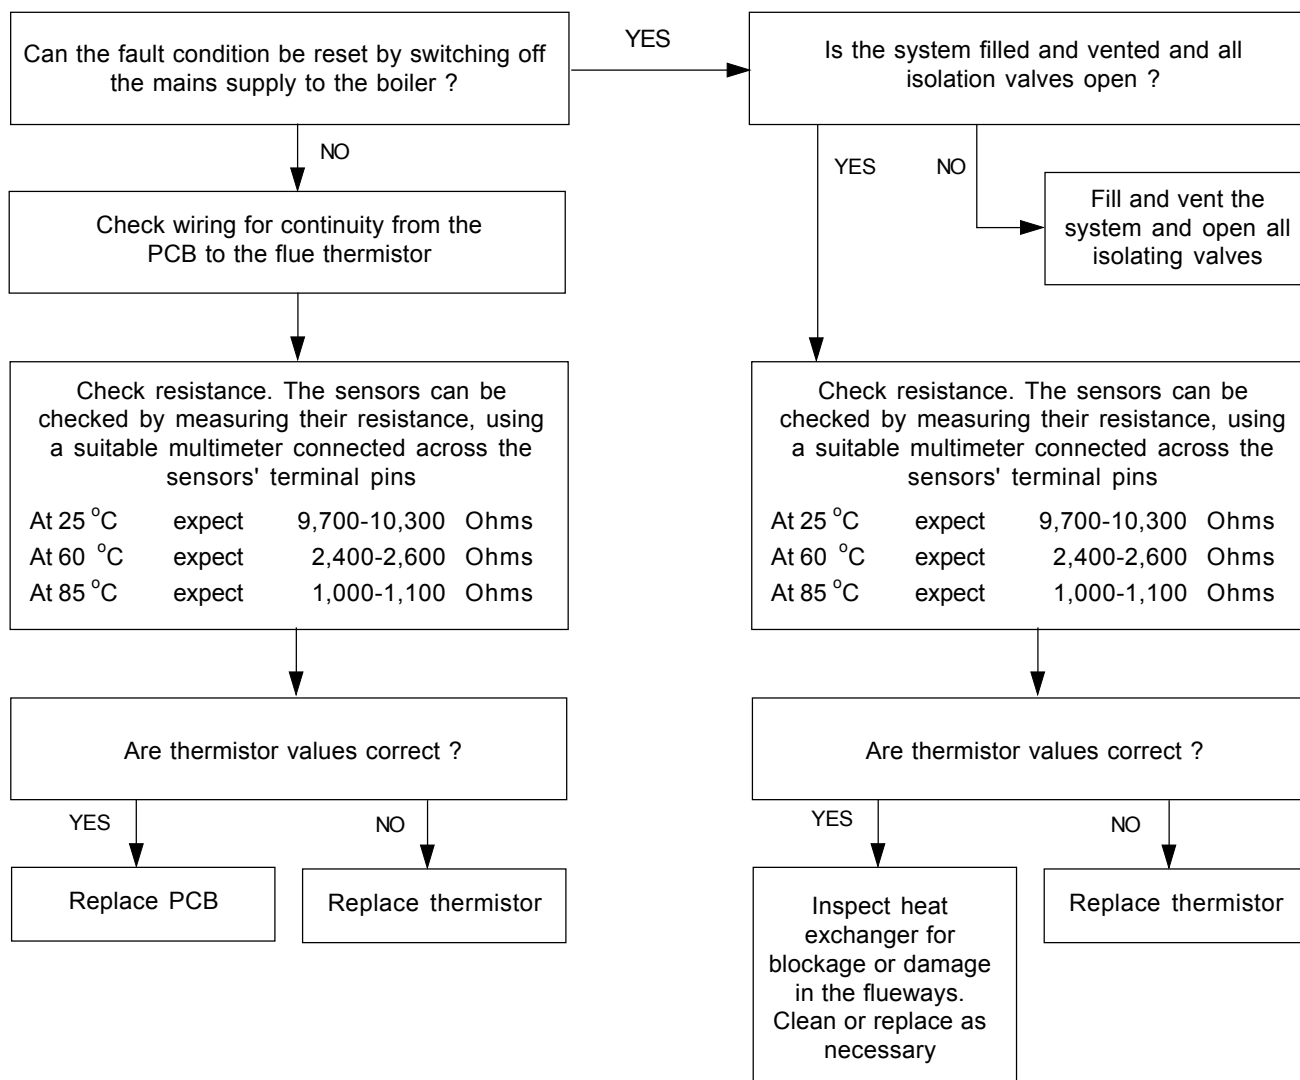 Can the fault condition be reset by switching off
the mains supply to the boiler ?
YES
Is the system filled and vented and all
isolation valves open ?
NO
YES
NO
Check wiring for continuity from the
PCB to the flue thermistor
Fill and vent the
system and open all
isolating valves
Check resistance. The sensors can be
checked by measuring their resistance, using
a suitable multimeter connected across the
sensors' terminal pins
At 25 °C expect 9,700-10,300 Ohms
At 60 °C expect 2,400-2,600 Ohms
At 85 °C expect 1,000-1,100 Ohms
Check resistance. The sensors can be
checked by measuring their resistance, using
a suitable multimeter connected across the
sensors' terminal pins
At 25 °C expect 9,700-10,300 Ohms
At 60 °C expect 2,400-2,600 Ohms
At 85 °C expect 1,000-1,100 Ohms
Are thermistor values correct ?
Are thermistor values correct ?
YES
NO
YES
NO
Replace PCB
Replace thermistor
Inspect heat
exchanger for
blockage or damage
in the flueways.
Clean or replace as
necessary
Replace thermistor